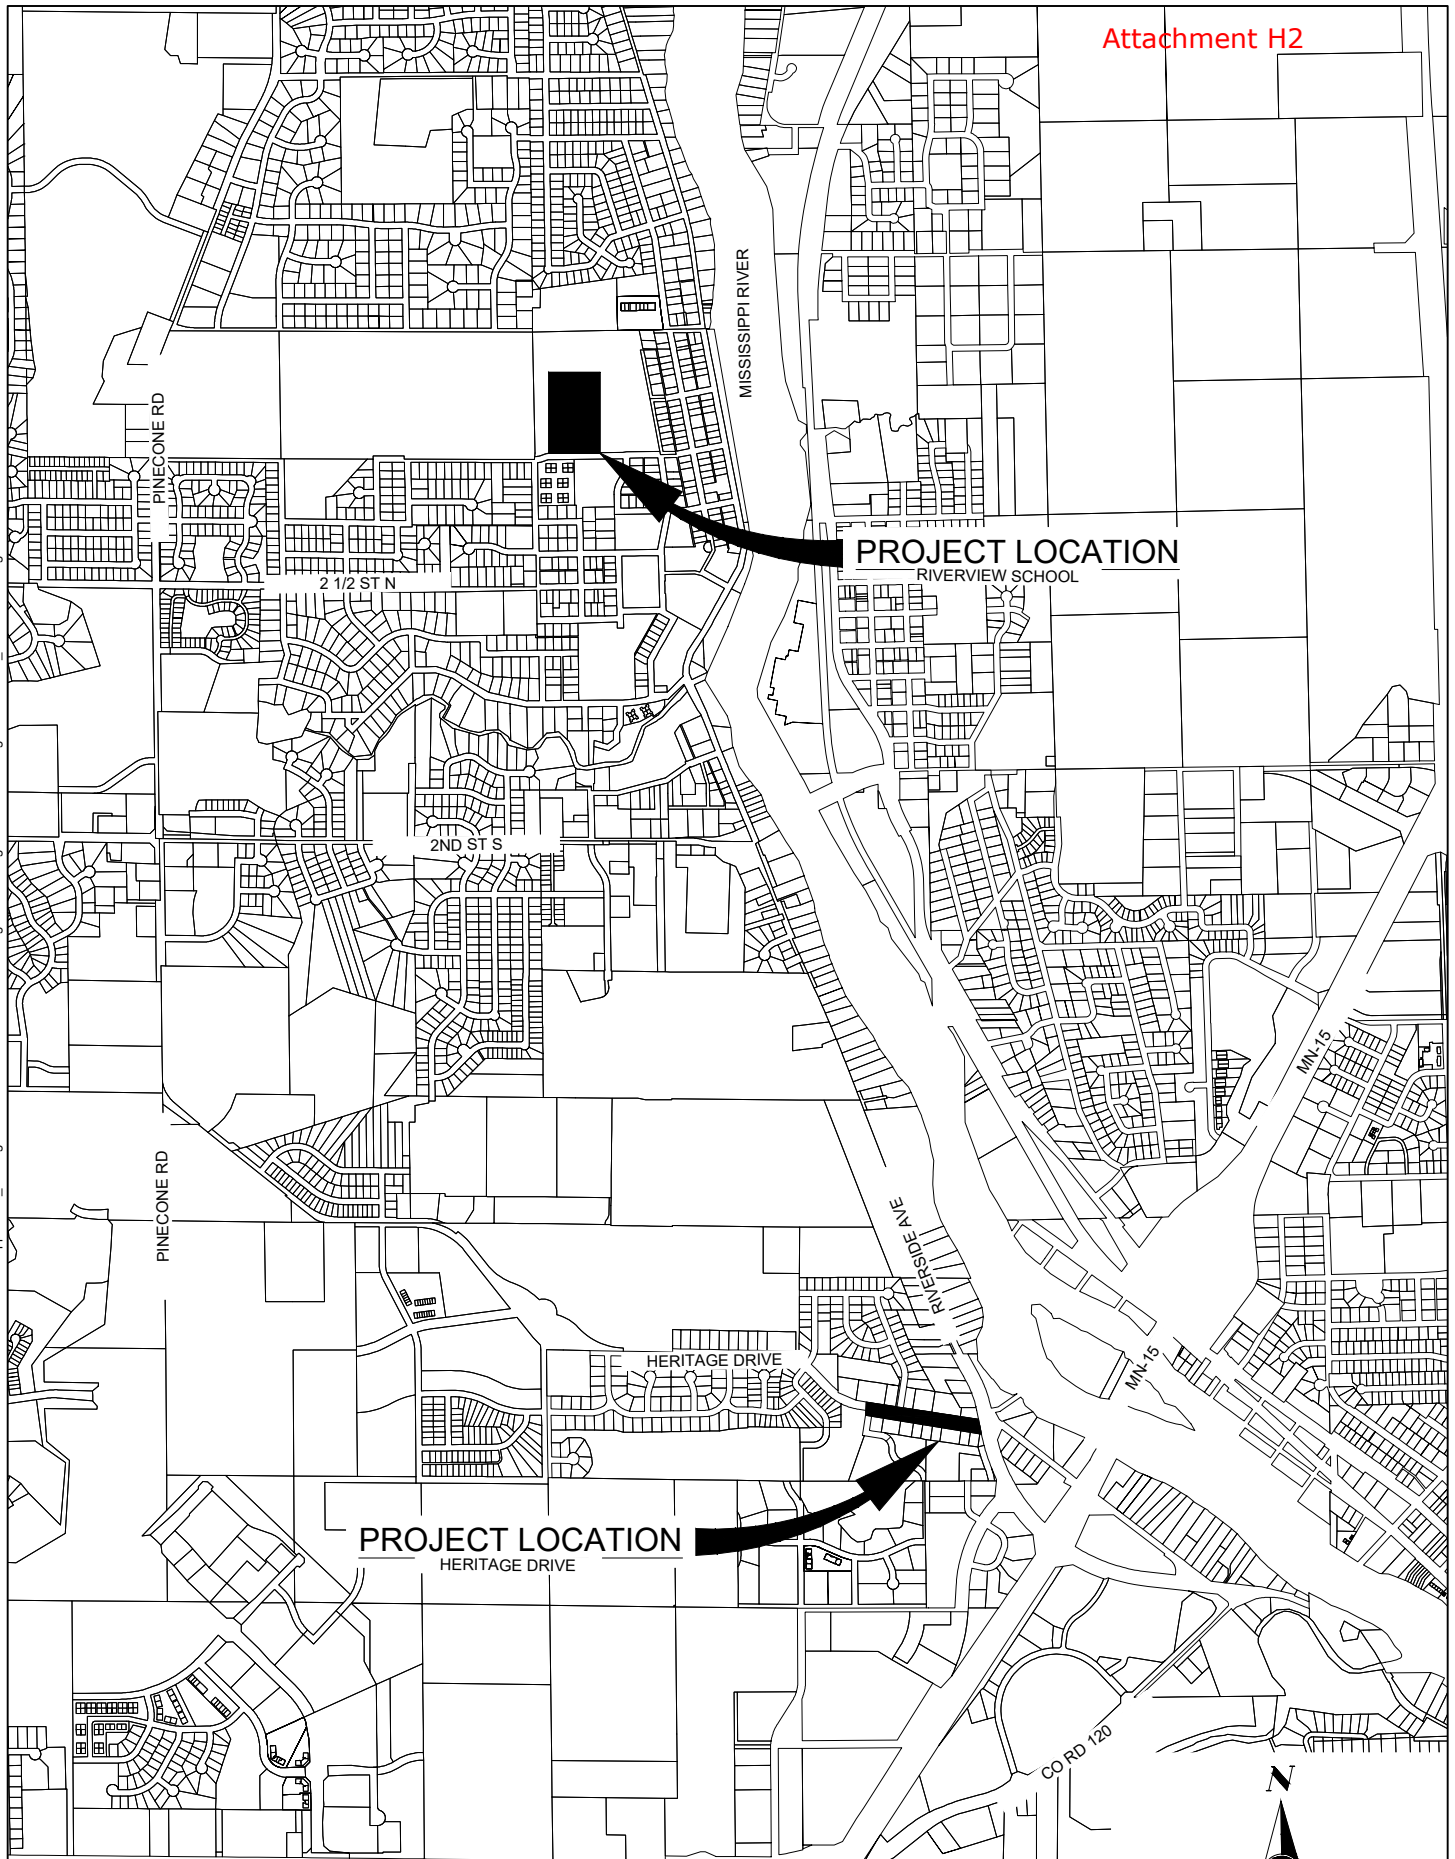 Attachment H2
MISSISSIPPI RIVER
PINECONE RD
PROJECT LOCATION
RIVERVIEW SCHOOL
2 1/2 ST N
2ND ST S
MN-15
PINECONE RD
RIVERSIDE AVE
HERITAGE DRIVE
MN-15
PROJECT LOCATION
HERITAGE DRIVE
CO RD 120
N